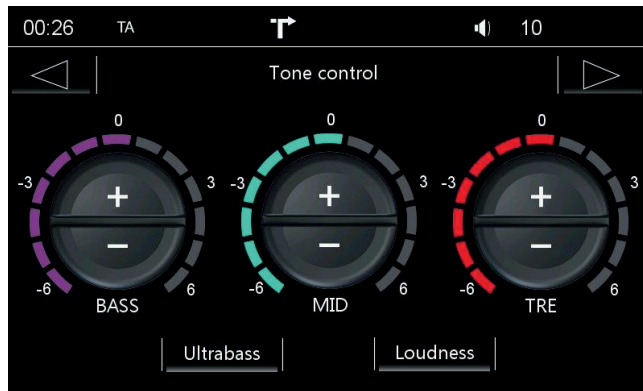 00:26 TA 10
Tone control
0 0 0
-3 3 -3 3 -3 3
+ + +
− − −
-6 6 -6 6 -6 6
BASS MID TRE
Ultrabass Loudness